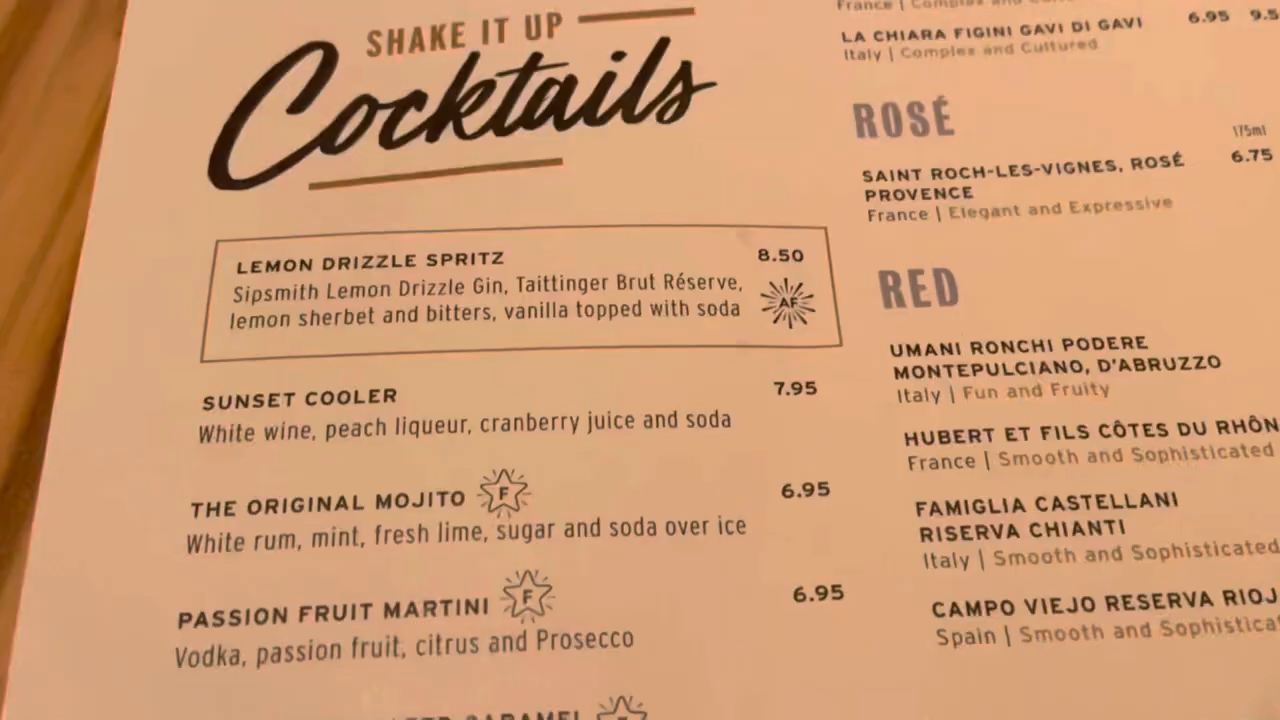 SHAKE IT UP
Cocktails
LEMON DRIZZLE SPRITZ 8.50
Sipsmith Lemon Drizzle Gin, Taittinger Brut Réserve,
lemon sherbet and bitters, vanilla topped with soda
AF
SUNSET COOLER 7.95
White wine, peach liqueur, cranberry juice and soda
THE ORIGINAL MOJITO F 6.95
White rum, mint, fresh lime, sugar and soda over ice
PASSION FRUIT MARTINI F 6.95
Vodka, passion fruit, citrus and Prosecco
CARAMEL
France | Complex and
LA CHIARA FIGINI GAVI DI GAVI 6.95 9.5
Italy | Complex and Cultured
ROSÉ
175ml
SAINT ROCH-LES-VIGNES, ROSÉ 6.75
PROVENCE
France | Elegant and Expressive
RED
UMANI RONCHI PODERE
MONTEPULCIANO, D'ABRUZZO
Italy | Fun and Fruity
HUBERT ET FILS CÔTES DU RHÔN
France | Smooth and Sophisticated
FAMIGLIA CASTELLANI
RISERVA CHIANTI
Italy | Smooth and Sophisticated
CAMPO VIEJO RESERVA RIOJ
Spain | Smooth and Sophistica